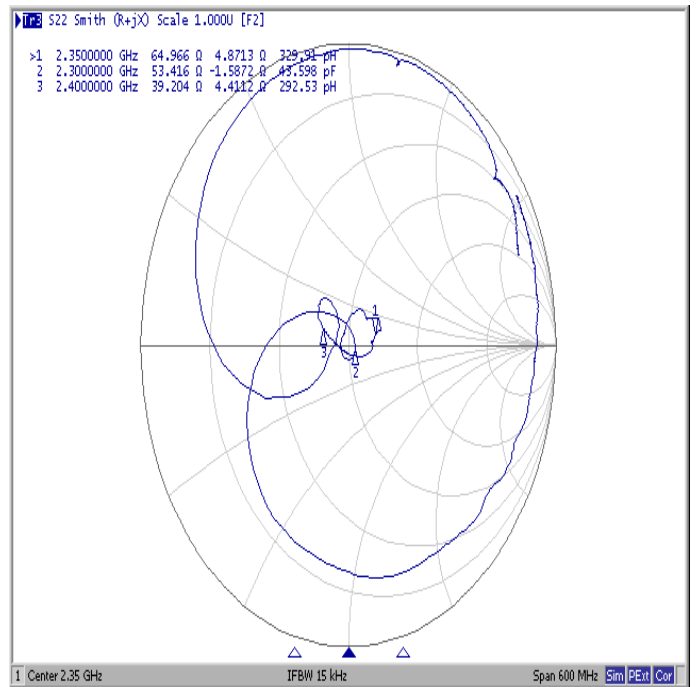 Tr3 S22 Smith (R+jX) Scale 1.000U [F2]
>1 2.3500000 GHz 64.966 Ω 4.8713 Ω 329.91 pH
2 2.3000000 GHz 53.416 Ω -1.5872 Ω 43.598 pF
3 2.4000000 GHz 39.204 Ω 4.4112 Ω 292.53 pH
1
3
2
1 Center 2.35 GHz IFBW 15 kHz Span 600 MHz Sim PExt Cor